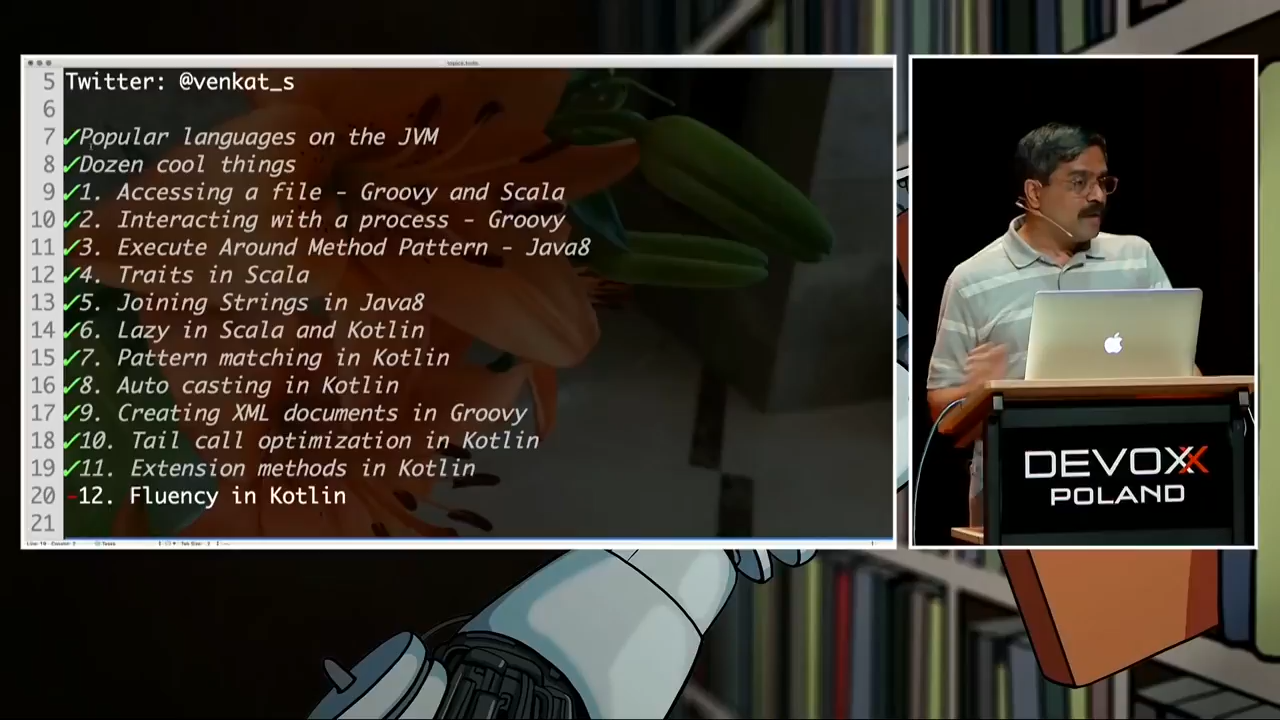 5 Twitter: @venkat_s
6
7 ✓Popular languages on the JVM
8 ✓Dozen cool things
9 ✓1. Accessing a file - Groovy and Scala
10 ✓2. Interacting with a process - Groovy
11 ✓3. Execute Around Method Pattern - Java8
12 ✓4. Traits in Scala
13 ✓5. Joining Strings in Java8
14 ✓6. Lazy in Scala and Kotlin
15 ✓7. Pattern matching in Kotlin
16 ✓8. Auto casting in Kotlin
17 ✓9. Creating XML documents in Groovy
18 ✓10. Tail call optimization in Kotlin
19 ✓11. Extension methods in Kotlin
20 -12. Fluency in Kotlin
21
DEVOXX
POLAND